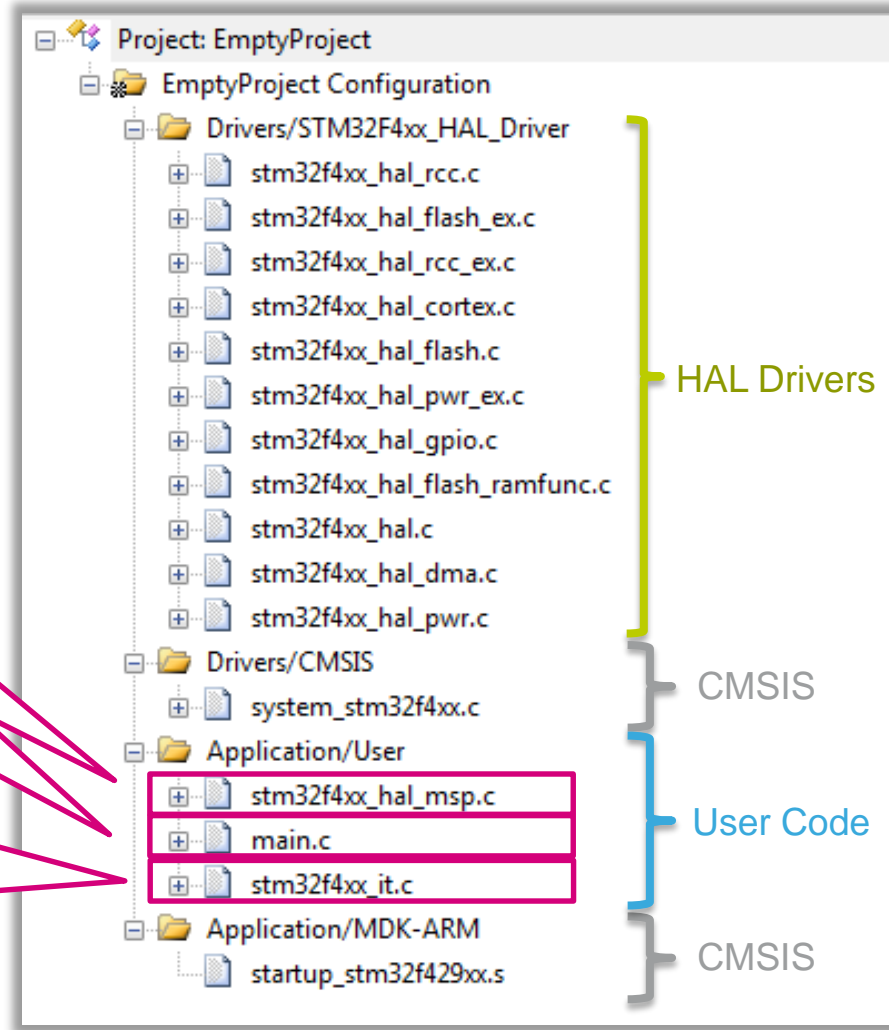 Project: EmptyProject
EmptyProject Configuration
Drivers/STM32F4xx_HAL_Driver
stm32f4xx_hal_rcc.c
stm32f4xx_hal_flash_ex.c
stm32f4xx_hal_rcc_ex.c
stm32f4xx_hal_cortex.c
stm32f4xx_hal_flash.c
stm32f4xx_hal_pwr_ex.c
HAL Drivers
stm32f4xx_hal_gpio.c
stm32f4xx_hal_flash_ramfunc.c
stm32f4xx_hal.c
stm32f4xx_hal_dma.c
stm32f4xx_hal_pwr.c
Drivers/CMSIS
CMSIS
system_stm32f4xx.c
Application/User
stm32f4xx_hal_msp.c
User Code
main.c
stm32f4xx_it.c
Application/MDK-ARM
CMSIS
startup_stm32f429xx.s